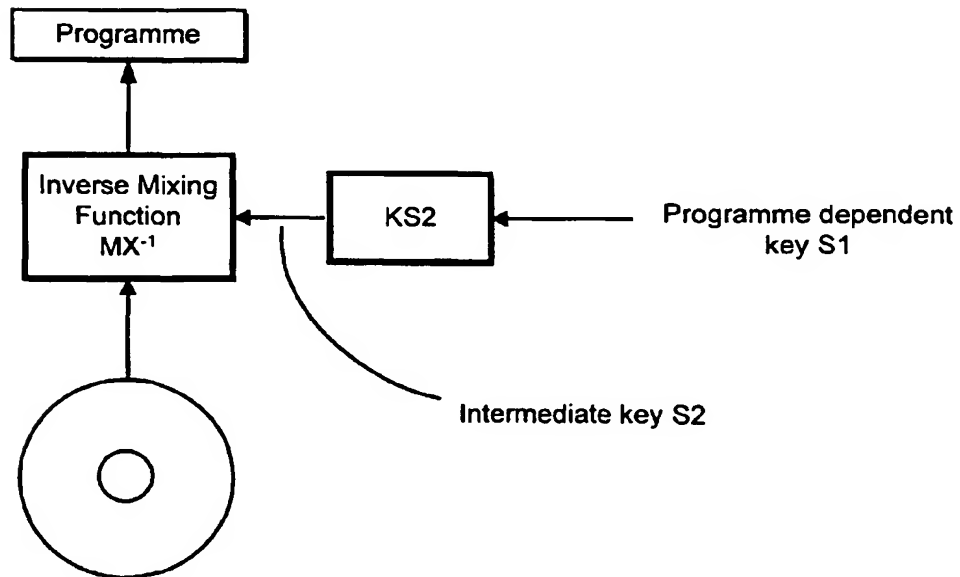 Programme
Inverse Mixing
Function
MX⁻¹
KS2
Programme dependent
key S1
Intermediate key S2